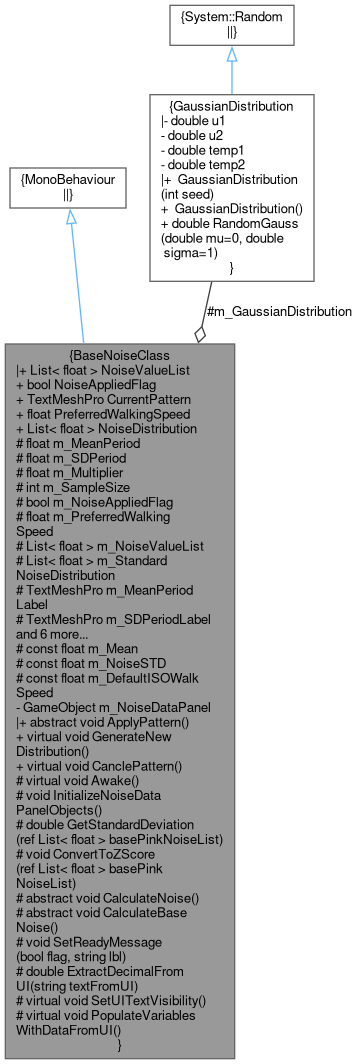 {System::Random
||}
{GaussianDistribution
|- double u1
- double u2
- double temp1
- double temp2
|+  GaussianDistribution
(int seed)
+  GaussianDistribution()
+ double RandomGauss
(double mu=0, double
 sigma=1)
}
{MonoBehaviour
||}
#m_GaussianDistribution
{BaseNoiseClass
|+ List< float > NoiseValueList
+ bool NoiseAppliedFlag
+ TextMeshPro CurrentPattern
+ float PreferredWalkingSpeed
+ List< float > NoiseDistribution
# float m_MeanPeriod
# float m_SDPeriod
# float m_Multiplier
# int m_SampleSize
# bool m_NoiseAppliedFlag
# float m_PreferredWalking
Speed
# List< float > m_NoiseValueList
# List< float > m_Standard
NoiseDistribution
# TextMeshPro m_MeanPeriod
Label
# TextMeshPro m_SDPeriodLabel
and 6 more...
# const float m_Mean
# const float m_NoiseSTD
# const float m_DefaultISOWalk
Speed
- GameObject m_NoiseDataPanel
|+ abstract void ApplyPattern()
+ virtual void GenerateNew
Distribution()
+ virtual void CanclePattern()
# virtual void Awake()
# void InitializeNoiseData
PanelObjects()
# double GetStandardDeviation
(ref List< float > basePinkNoiseList)
# void ConvertToZScore
(ref List< float > basePink
NoiseList)
# abstract void CalculateNoise()
# abstract void CalculateBase
Noise()
# void SetReadyMessage
(bool flag, string lbl)
# double ExtractDecimalFrom
UI(string textFromUI)
# virtual void SetUITextVisibility()
# virtual void PopulateVariables
WithDataFromUI()
}